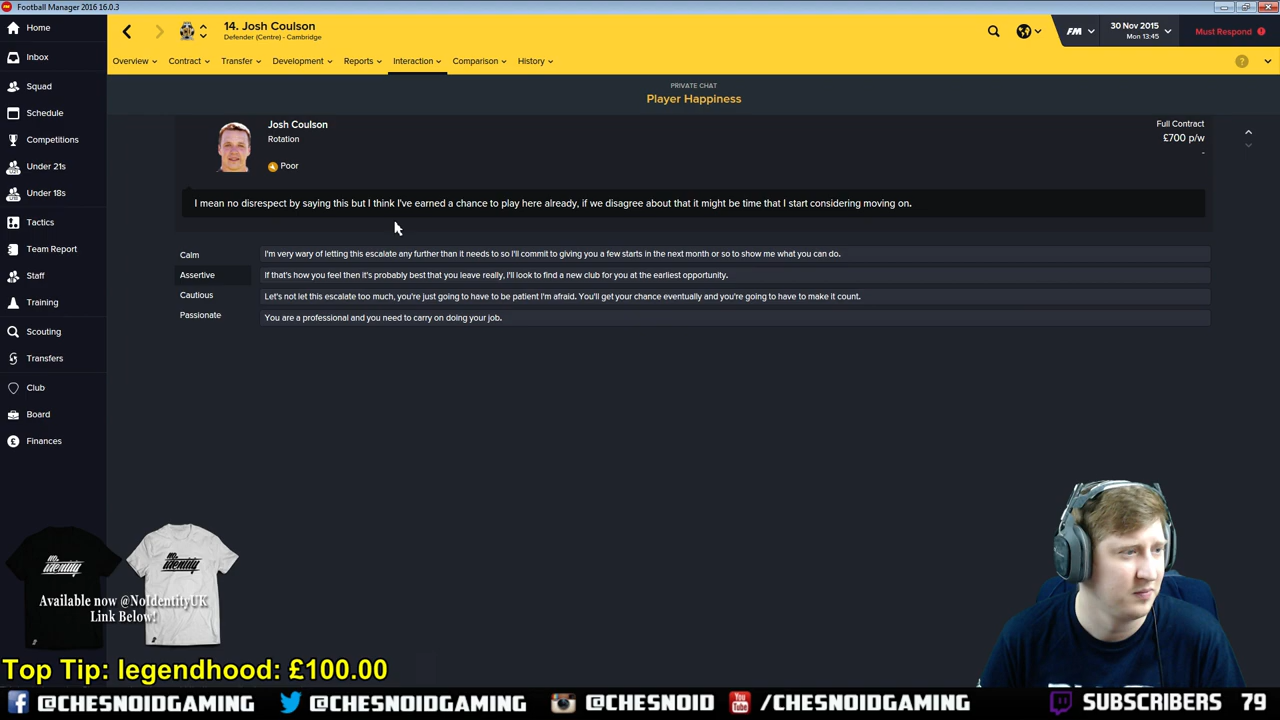 Football Manager 2016 16.0.3
Home
Inbox
Squad
Schedule
Competitions
Under 21s
Under 18s
Tactics
Team Report
Staff
Training
Scouting
Transfers
Club
Board
Finances
14. Josh Coulson
Defender (Centre) - Cambridge
FM
30 Nov 2015
Mon 13:45
Must Respond
Overview
Contract
Transfer
Development
Reports
Interaction
Comparison
History
PRIVATE CHAT
Player Happiness
Josh Coulson
Rotation
Poor
Full Contract
£700 p/w
-
I mean no disrespect by saying this but I think I've earned a chance to play here already, if we disagree about that it might be time that I start considering moving on.
Calm
I'm very wary of letting this escalate any further than it needs to so I'll commit to giving you a few starts in the next month or so to show me what you can do.
Assertive
If that's how you feel then it's probably best that you leave really, I'll look to find a new club for you at the earliest opportunity.
Cautious
Let's not let this escalate too much, you're just going to have to be patient I'm afraid. You'll get your chance eventually and you're going to have to make it count.
Passionate
You are a professional and you need to carry on doing your job.
no. identity
no. identity
Available now @NoIdentityUK
Link Below!
Top Tip: legendhood: £100.00
@CHESNOIDGAMING
@CHESNOIDGAMING
@CHESNOID
/CHESNOIDGAMING
SUBSCRIBERS 79